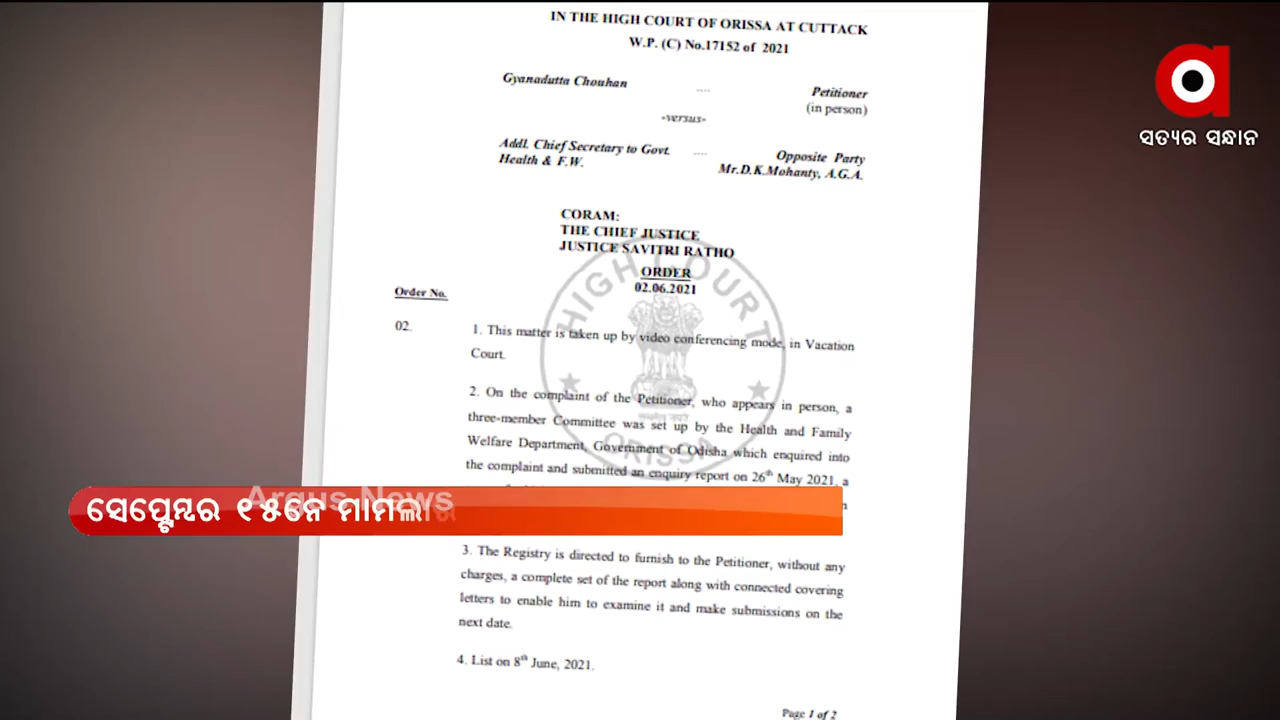 IN THE HIGH COURT OF ORISSA AT CUTTACK
W.P. (C) No.17152 of 2021
Gyanadutta Chouhan .... Petitioner
(in person)
-versus-
Addl. Chief Secretary to Govt. .... Opposite Party
Health & F.W. Mr.D.K.Mohanty, A.G.A.
CORAM:
THE CHIEF JUSTICE
JUSTICE SAVITRI RATHO
ORDER
02.06.2021
Order No.
02. 1. This matter is taken up by video conferencing mode, in Vacation
Court.
2. On the complaint of the Petitioner, who appears in person, a
three-member Committee was set up by the Health and Family
Welfare Department, Government of Odisha which enquired into
the complaint and submitted an enquiry report on 26th May 2021, a
3. The Registry is directed to furnish to the Petitioner, without any
charges, a complete set of the report along with connected covering
letters to enable him to examine it and make submissions on the
next date.
4. List on 8th June, 2021.
Page 1 of 2
HIGH COURT
ORISSA
ସତ୍ୟର ସନ୍ଧାନ
Argus News
ସେପ୍ଟେମ୍ବର ୧୫ନେ ମାମଲାର